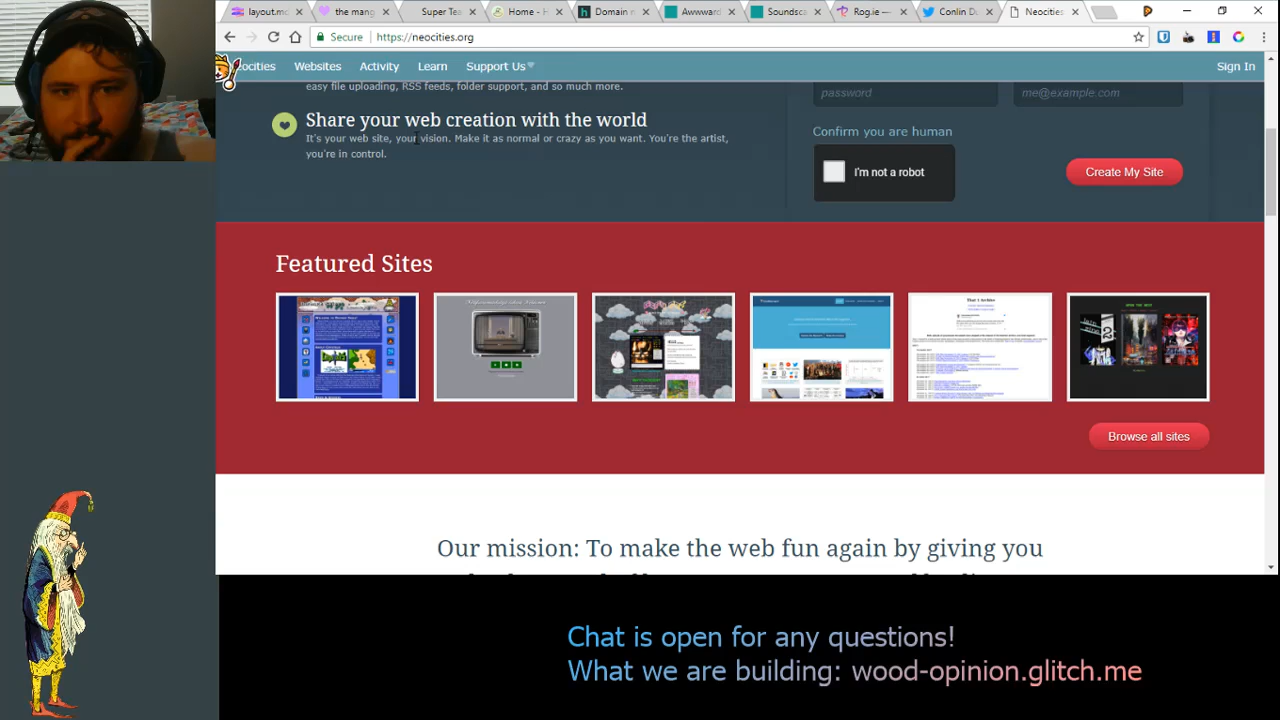 layout.mc
the mang
Super Tea
Home - H
Domain n
Awwward
Soundsca
Rog.ie —
Conlin Du
Neocities
Secure
https://neocities.org
ocities
Websites
Activity
Learn
Support Us
Sign In
easy file uploading, RSS feeds, folder support, and so much more.
password
me@example.com
Share your web creation with the world
It's your web site, your vision. Make it as normal or crazy as you want. You're the artist,
you're in control.
Confirm you are human
I'm not a robot
Create My Site
Featured Sites
Browse all sites
Our mission: To make the web fun again by giving you
Chat is open for any questions!
What we are building: wood-opinion.glitch.me